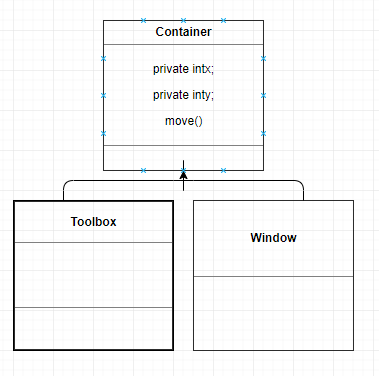 Container
private intx;
private inty;
move()
Toolbox
Window